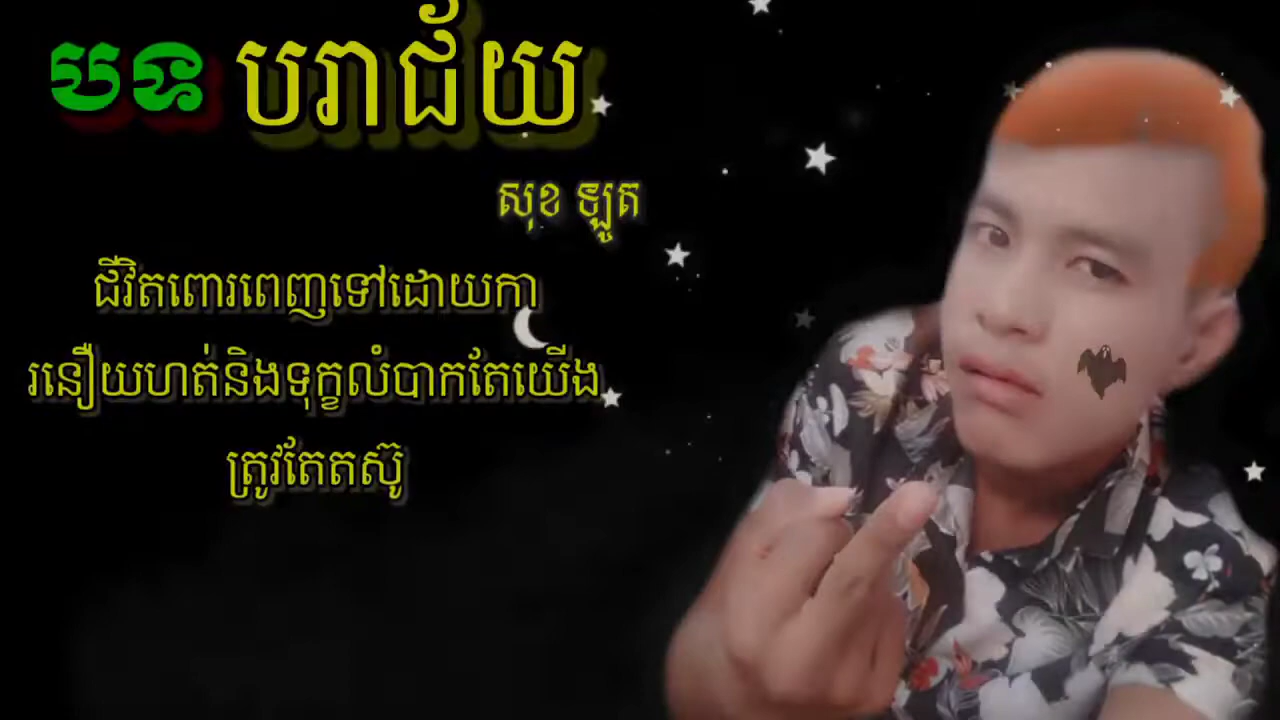 បទ បរាជ័យ
សុខ ឡូត
ជីវិតពោរពេញទៅដោយកា
រនឿយហត់និងទុក្ខលំបាកតែយើង
ត្រូវតែតស៊ូ